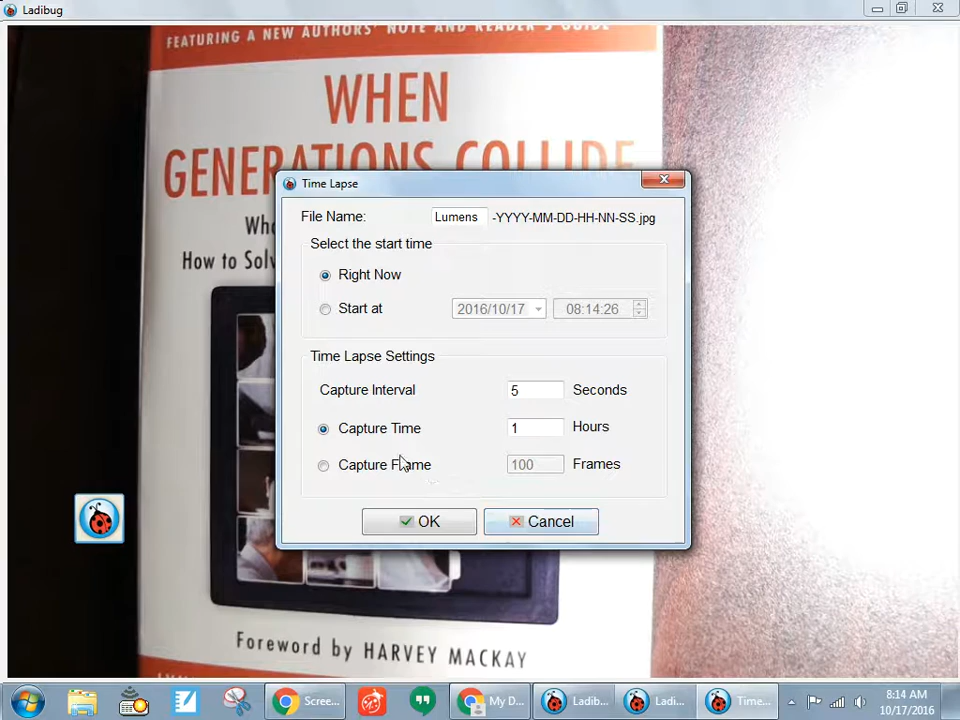 Ladibug
FEATURING A NEW AUTHORS' NOTE AND READER'S GUIDE
WHEN
GENERATIONS COLLIDE
Who
How to Solv
Time Lapse
File Name: Lumens -YYYY-MM-DD-HH-NN-SS.jpg
Select the start time
Right Now
Start at 2016/10/17 08:14:26
Time Lapse Settings
Capture Interval 5 Seconds
Capture Time 1 Hours
Capture Frame 100 Frames
OK Cancel
Foreword by HARVEY MACKAY
Scree... My D... Ladib... Ladi... Time...
8:14 AM
10/17/2016